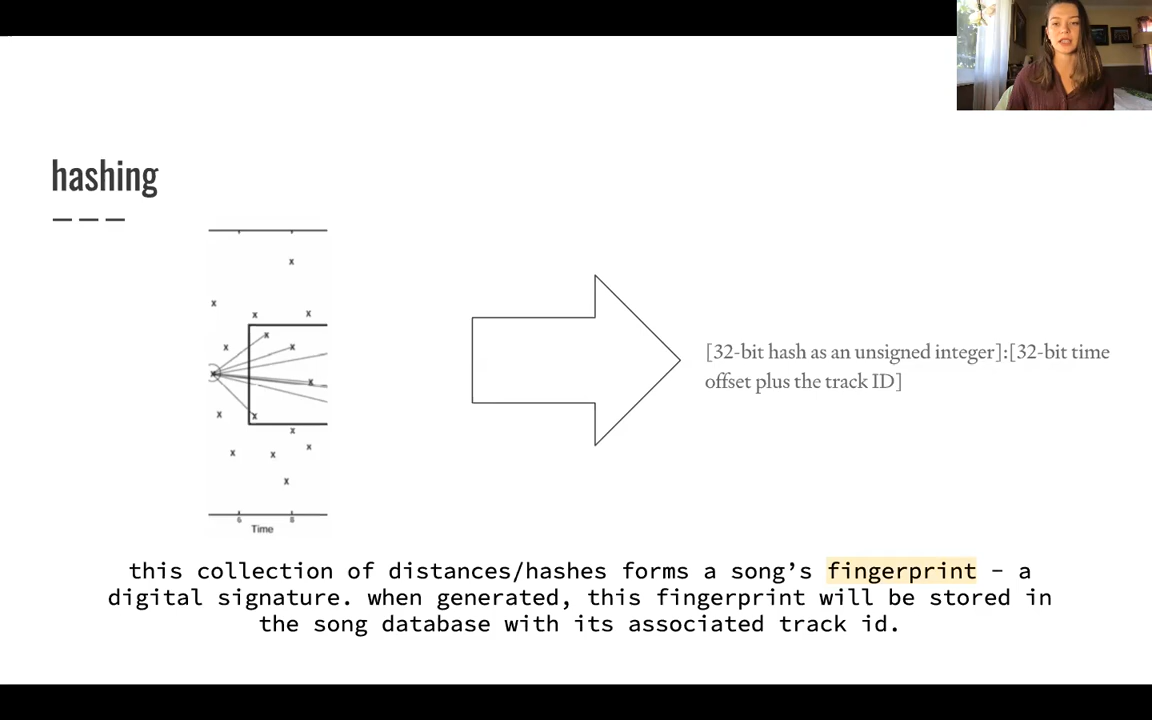 hashing
[32-bit hash as an unsigned integer]:[32-bit time
offset plus the track ID]
6 8
Time
this collection of distances/hashes forms a song’s fingerprint – a
digital signature. when generated, this fingerprint will be stored in
the song database with its associated track id.